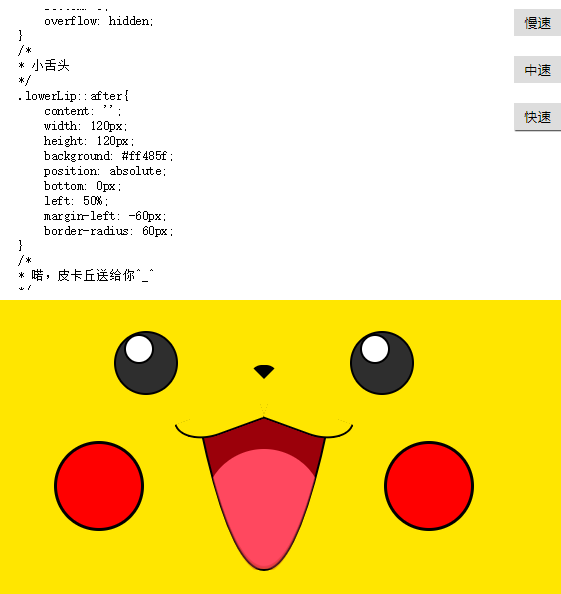 overflow: hidden;
}
/*
* 小舌头
*/
.lowerLip::after{
content: '';
width: 120px;
height: 120px;
background: #ff485f;
position: absolute;
bottom: 0px;
left: 50%;
margin-left: -60px;
border-radius: 60px;
}
/*
* 喏，皮卡丘送给你^_^
*/
慢速
中速
快速